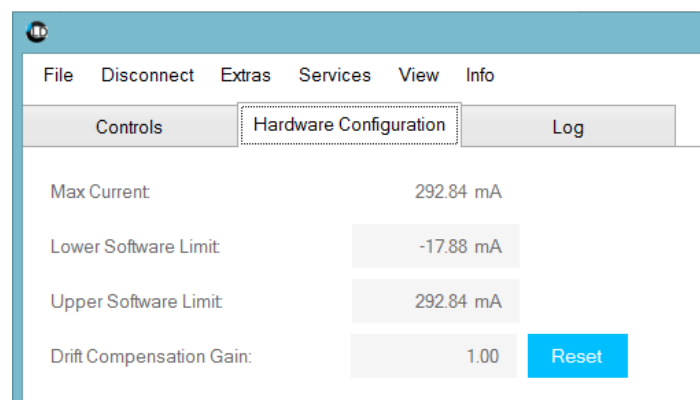 File Disconnect Extras Services View Info
Controls Hardware Configuration Log
Max Current: 292.84 mA
Lower Software Limit: -17.88 mA
Upper Software Limit: 292.84 mA
Drift Compensation Gain: 1.00 Reset